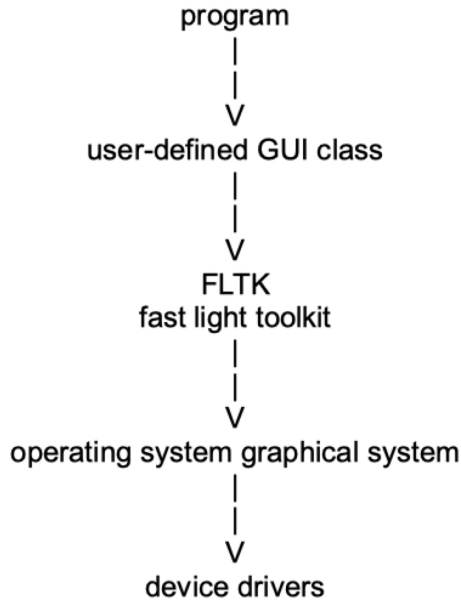 program
|
|
V
user-defined GUI class
|
|
V
FLTK
fast light toolkit
|
|
V
operating system graphical system
|
|
V
device drivers